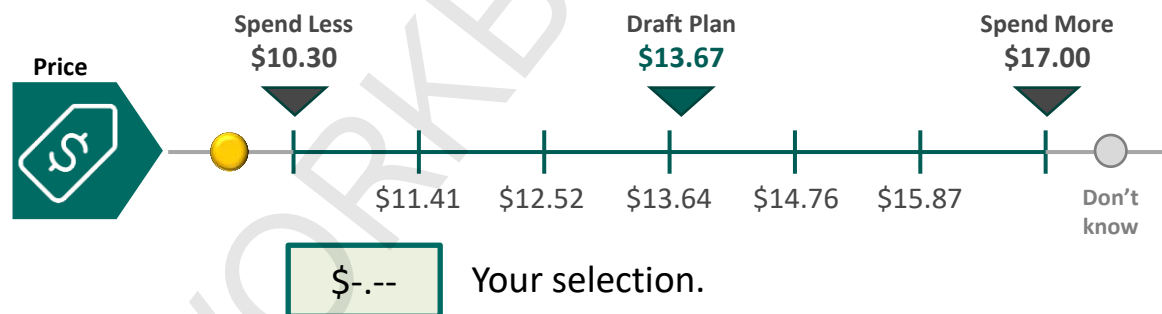 Spend Less
$10.30
Draft Plan
$13.67
Spend More
$17.00
Price
$
$11.41 $12.52 $13.64 $14.76 $15.87
Don't
know
$-.-- Your selection.
WORKB